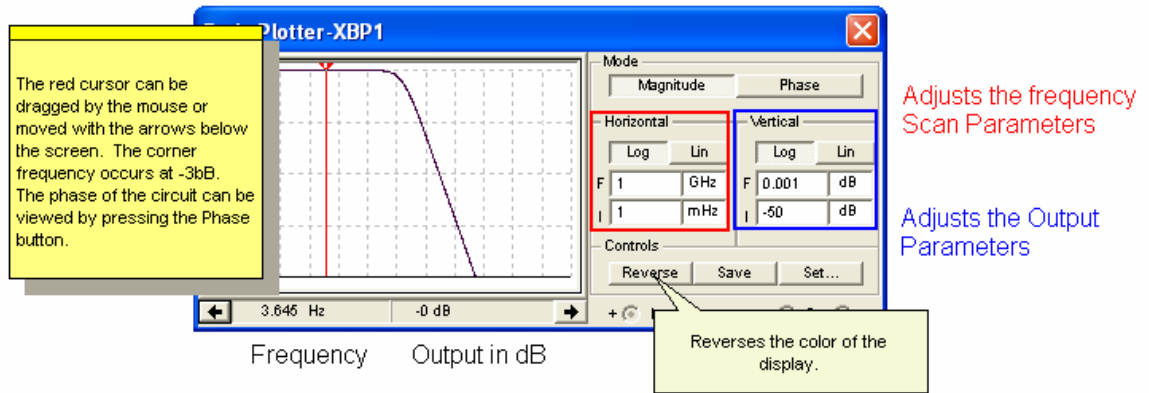 Plotter-XBP1
The red cursor can be
dragged by the mouse or
moved with the arrows below
the screen. The corner
frequency occurs at -3bB.
The phase of the circuit can be
viewed by pressing the Phase
button.
Mode
Magnitude Phase
Horizontal Vertical
Log Lin Log Lin
F 1 GHz F 0.001 dB
I 1 mHz I -50 dB
Controls
Reverse Save Set...
3.645 Hz -0 dB
+
Adjusts the frequency
Scan Parameters
Adjusts the Output
Parameters
Frequency Output in dB
Reverses the color of the
display.